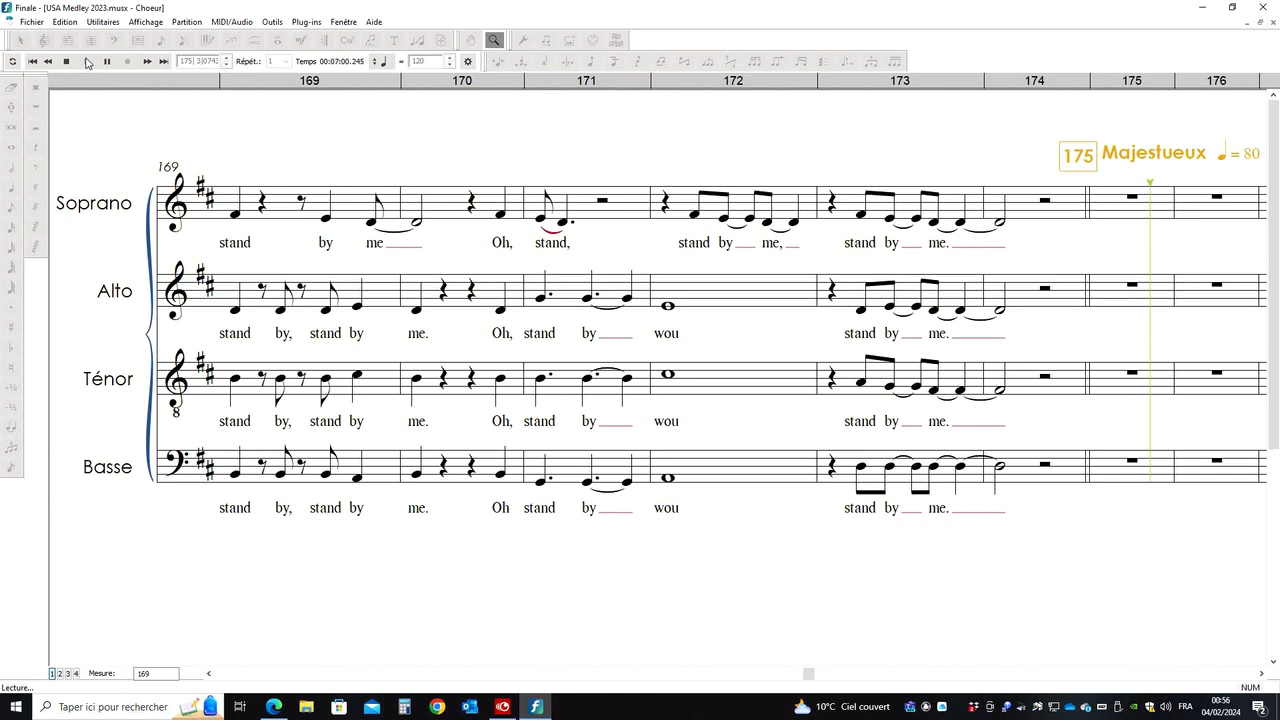 Finale - [USA Medley 2023.musx - Choeur]
Fichier Edition Utilitaires Affichage Partition MIDI/Audio Outils Plug-ins Fenêtre Aide
Répét.: 1 Temps 00:07:00.245 = 120
169 170 171 172 173 174 175 176
175 Majestueux = 80
169
Soprano
stand by me Oh, stand, stand by me, stand by me.
Alto
stand by, stand by me. Oh, stand by wou stand by me.
Ténor
8
stand by, stand by me. Oh, stand by wou stand by me.
Basse
stand by, stand by me. Oh stand by wou stand by me.
1 2 3 4 Mesure: 169
Lecture... NUM
Taper ici pour rechercher 10°C Ciel couvert FRA 00:56
04/02/2024